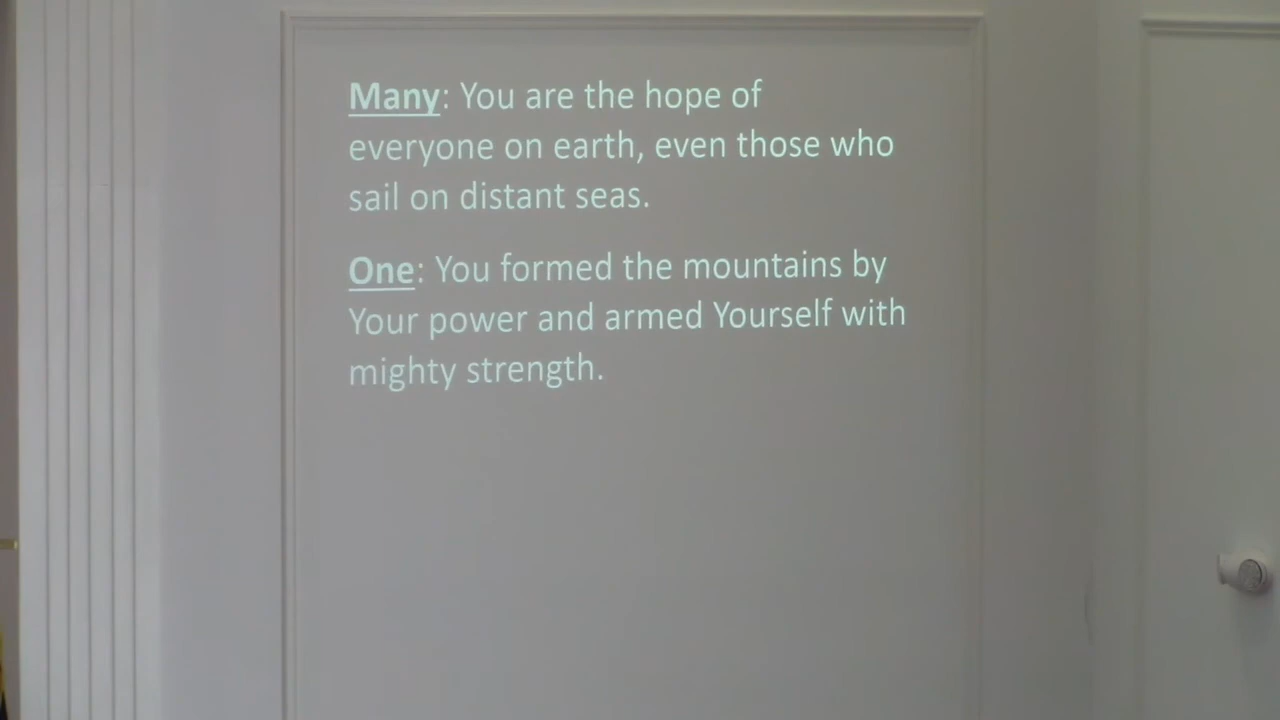 Many: You are the hope of
everyone on earth, even those who
sail on distant seas.
One: You formed the mountains by
Your power and armed Yourself with
mighty strength.